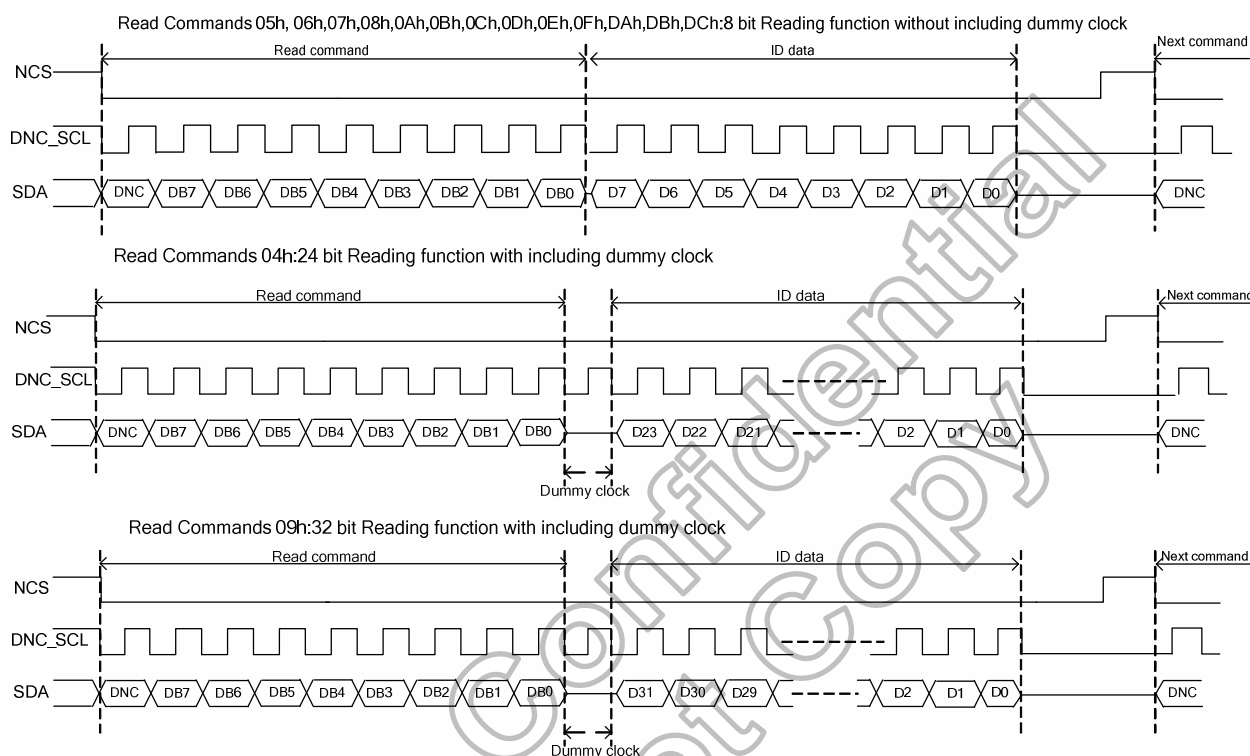 Read Commands 05h, 06h,07h,08h,0Ah,0Bh,0Ch,0Dh,0Eh,0Fh,DAh,DBh,DCh:8 bit Reading function without including dummy clock
Read command ID data Next command
NCS
DNC_SCL
SDA DNC DB7 DB6 DB5 DB4 DB3 DB2 DB1 DB0 D7 D6 D5 D4 D3 D2 D1 D0 DNC
Read Commands 04h:24 bit Reading function with including dummy clock
Read command ID data Next command
NCS
DNC_SCL
SDA DNC DB7 DB6 DB5 DB4 DB3 DB2 DB1 DB0 D23 D22 D21 D2 D1 D0 DNC
Dummy clock
Read Commands 09h:32 bit Reading function with including dummy clock
Read command ID data Next command
NCS
DNC_SCL
SDA DNC DB7 DB6 DB5 DB4 DB3 DB2 DB1 DB0 D31 D30 D29 D2 D1 D0 DNC
Dummy clock
Confidential
Not Copy